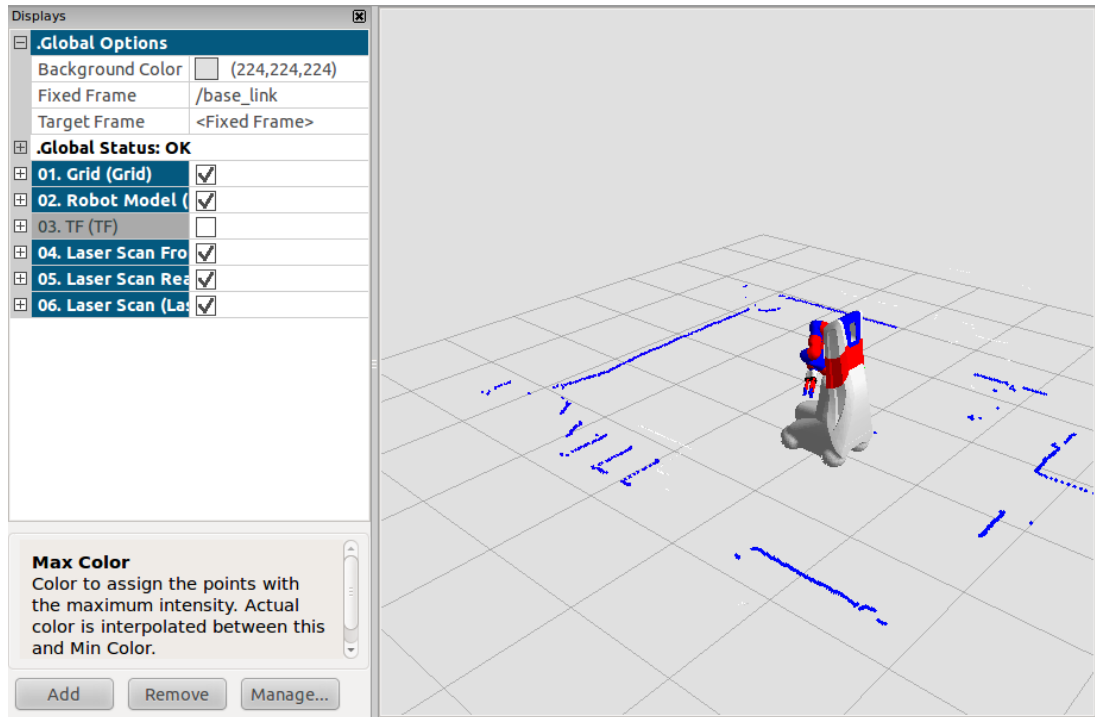 Displays
.Global Options
Background Color (224,224,224)
Fixed Frame /base_link
Target Frame <Fixed Frame>
.Global Status: OK
01. Grid (Grid)
02. Robot Model (
03. TF (TF)
04. Laser Scan Fro
05. Laser Scan Rea
06. Laser Scan (Las
Max Color
Color to assign the points with
the maximum intensity. Actual
color is interpolated between this
and Min Color.
Add Remove Manage...